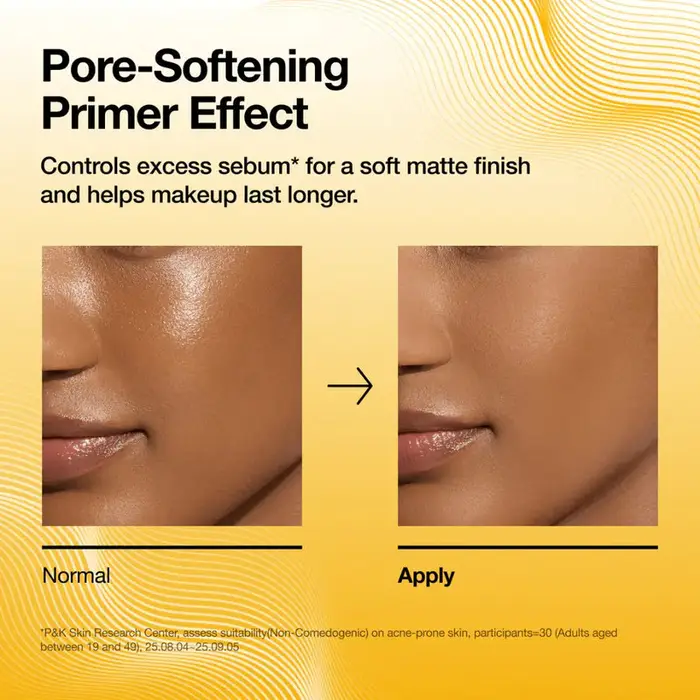 Pore-Softening
Primer Effect
Controls excess sebum* for a soft matte finish
and helps makeup last longer.
Normal
Apply
*P&K Skin Research Center, assess suitability(Non-Comedogenic) on acne-prone skin, participants=30 (Adults aged
between 19 and 49), 25.08.04~25.09.05